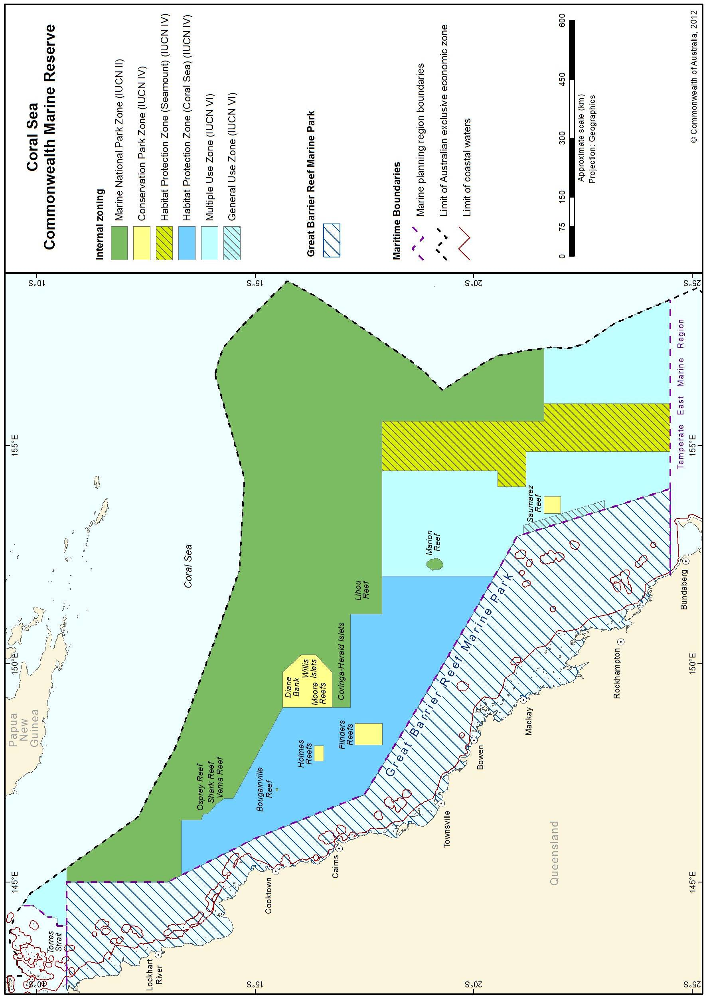 Coral Sea
Commonwealth Marine Reserve
Internal zoning
Marine National Park Zone (IUCN II)
Conservation Park Zone (IUCN IV)
Habitat Protection Zone (Seamount) (IUCN IV)
Habitat Protection Zone (Coral Sea) (IUCN IV)
Multiple Use Zone (IUCN VI)
General Use Zone (IUCN VI)
Great Barrier Reef Marine Park
Maritime Boundaries
Marine planning region boundaries
Limit of Australian exclusive economic zone
Limit of coastal waters
0 75 150 300 450 600
Approximate scale (km)
Projection: Geographics
© Commonwealth of Australia, 2012
145°E
150°E
155°E
10°S
10°S
15°S
15°S
20°S
20°S
25°S
25°S
145°E
150°E
155°E
Papua
New
Guinea
Torres
Strait
Coral Sea
Lockhart
River
Osprey Reef
Shark Reef
Vema Reef
Bougainville
Reef
Cooktown
Diane
Bank
Willis
Islets
Moore
Reefs
Holmes
Reefs
Coringa-Herald Islets
Flinders
Reefs
Lihou
Reef
Cairns
Marion
Reef
Great Barrier Reef Marine Park
Townsville
Bowen
Saumarez
Reef
Mackay
Queensland
Rockhampton
Temperate East Marine Region
Bundaberg